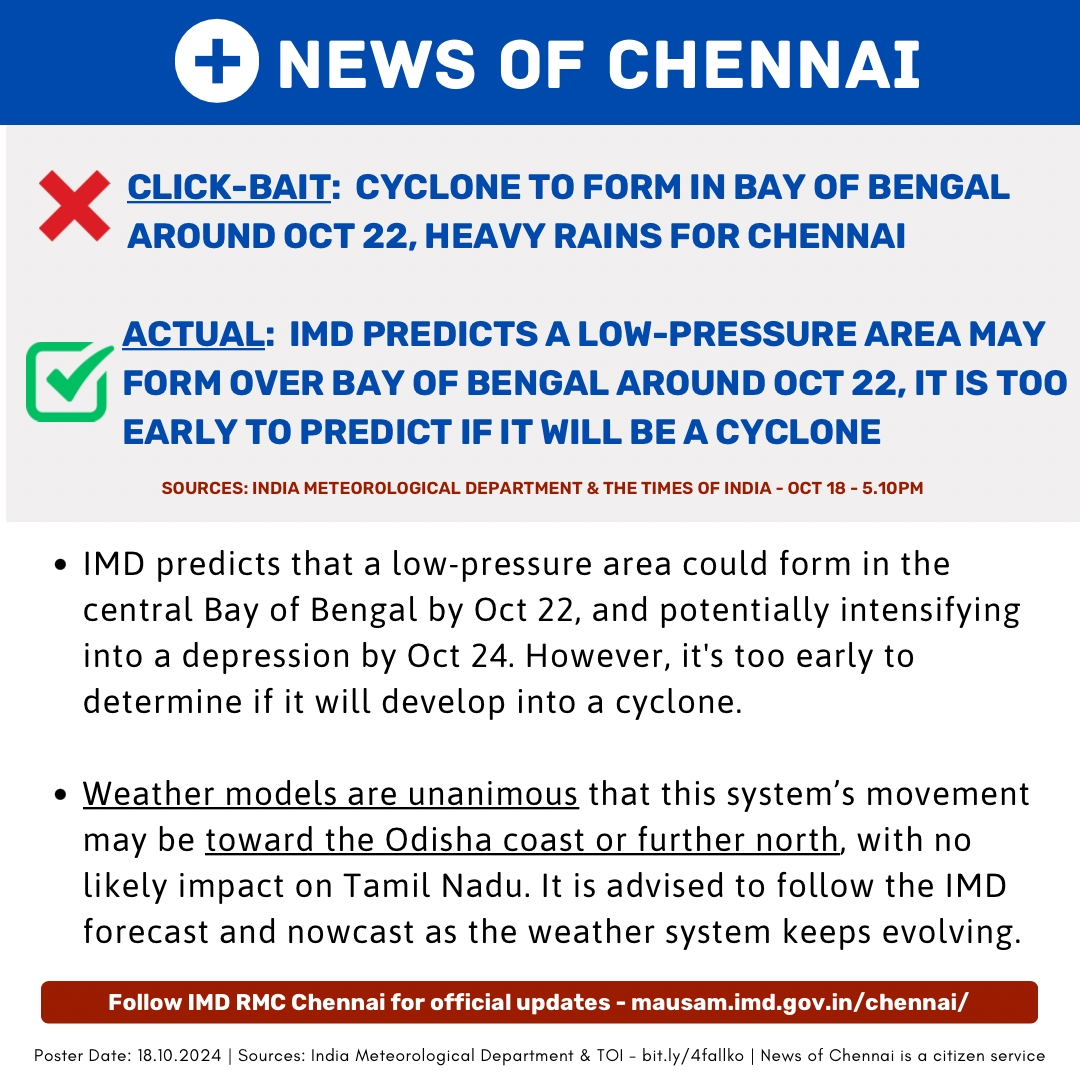 NEWS OF CHENNAI
CLICK-BAIT: CYCLONE TO FORM IN BAY OF BENGAL
AROUND OCT 22, HEAVY RAINS FOR CHENNAI
ACTUAL: IMD PREDICTS A LOW-PRESSURE AREA MAY
FORM OVER BAY OF BENGAL AROUND OCT 22, IT IS TOO
EARLY TO PREDICT IF IT WILL BE A CYCLONE
SOURCES: INDIA METEOROLOGICAL DEPARTMENT & THE TIMES OF INDIA - OCT 18 - 5.10PM
• IMD predicts that a low-pressure area could form in the
central Bay of Bengal by Oct 22, and potentially intensifying
into a depression by Oct 24. However, it's too early to
determine if it will develop into a cyclone.
• Weather models are unanimous that this system’s movement
may be toward the Odisha coast or further north, with no
likely impact on Tamil Nadu. It is advised to follow the IMD
forecast and nowcast as the weather system keeps evolving.
Follow IMD RMC Chennai for official updates - mausam.imd.gov.in/chennai/
Poster Date: 18.10.2024 | Sources: India Meteorological Department & TOI - bit.ly/4fallko | News of Chennai is a citizen service